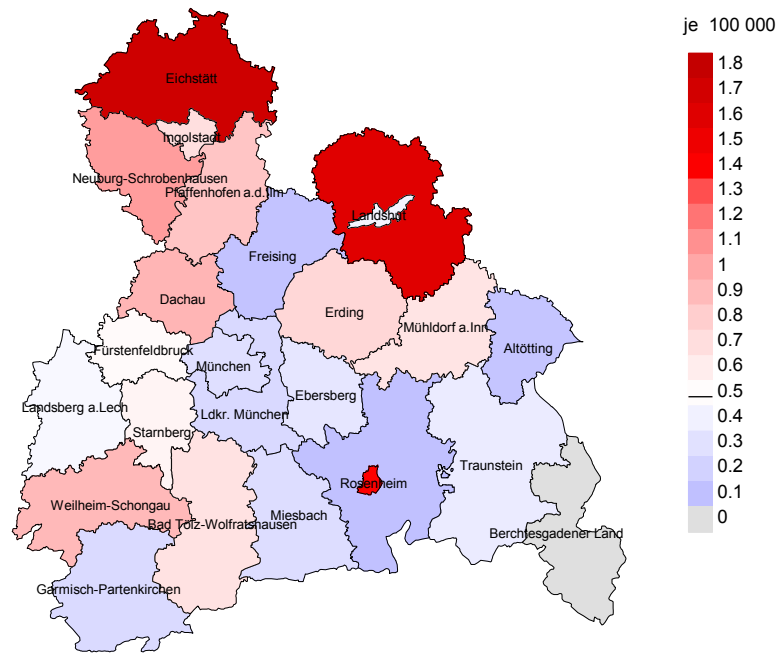 je 100 000
1.8
1.7
1.6
1.5
1.4
1.3
1.2
1.1
1
0.9
0.8
0.7
0.6
0.5
0.4
0.3
0.2
0.1
0
Eichstätt
Ingolstadt
Neuburg-Schrobenhausen
Pfaffenhofen a.d.Ilm
Landshut
Freising
Dachau
Erding
Mühldorf a.Inn
Altötting
Fürstenfeldbruck
München
Ebersberg
Landsberg a.Lech
Ldkr. München
Starnberg
Traunstein
Rosenheim
Weilheim-Schongau
Miesbach
Bad Tölz-Wolfratshausen
Berchtesgadener Land
Garmisch-Partenkirchen